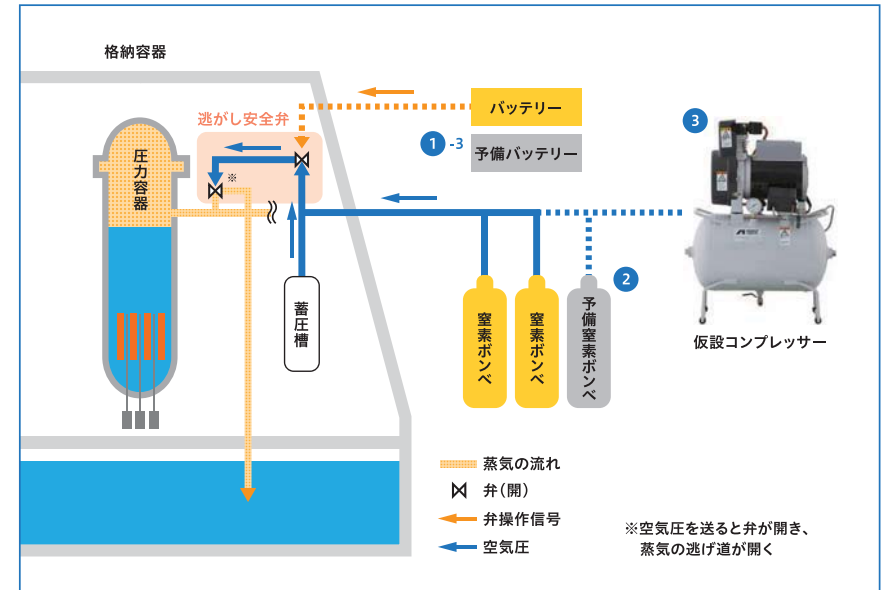 格納容器
逃がし安全弁
バッテリー
1 -3
予備バッテリー
3
圧力容器
※
蓄圧槽
窒素ボンベ
窒素ボンベ
予備窒素ボンベ
2
仮設コンプレッサー
蒸気の流れ
弁(開)
弁操作信号
空気圧
※空気圧を送ると弁が開き、
蒸気の逃げ道が開く